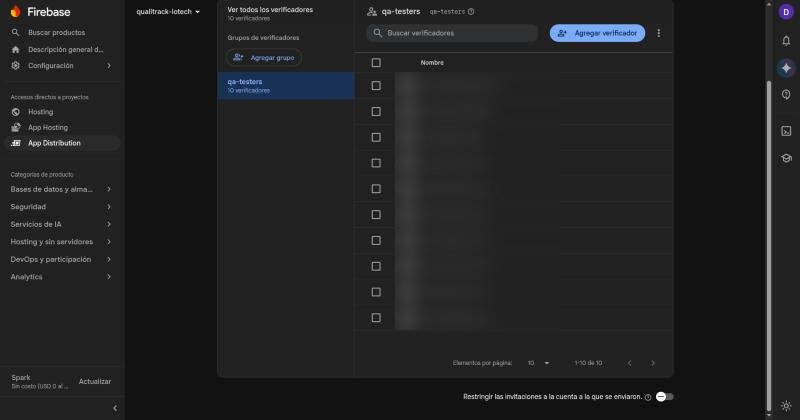 Firebase
Buscar productos
Descripción general d...
Configuración
Accesos directos a proyectos
Hosting
App Hosting
App Distribution
Categorías de producto
Bases de datos y alma...
Seguridad
Servicios de IA
Hosting y sin servidores
DevOps y participación
Analytics
Spark
Sin costo (USD 0 al ...
Actualizar
qualitrack-iotech
Ver todos los verificadores
10 verificadores
Grupos de verificadores
Agregar grupo
qa-testers
10 verificadores
qa-testers qa-testers
Buscar verificadores
Agregar verificador
Nombre
Elementos por página: 10 1-10 de 10
Restringir las invitaciones a la cuenta a la que se enviaron.
D